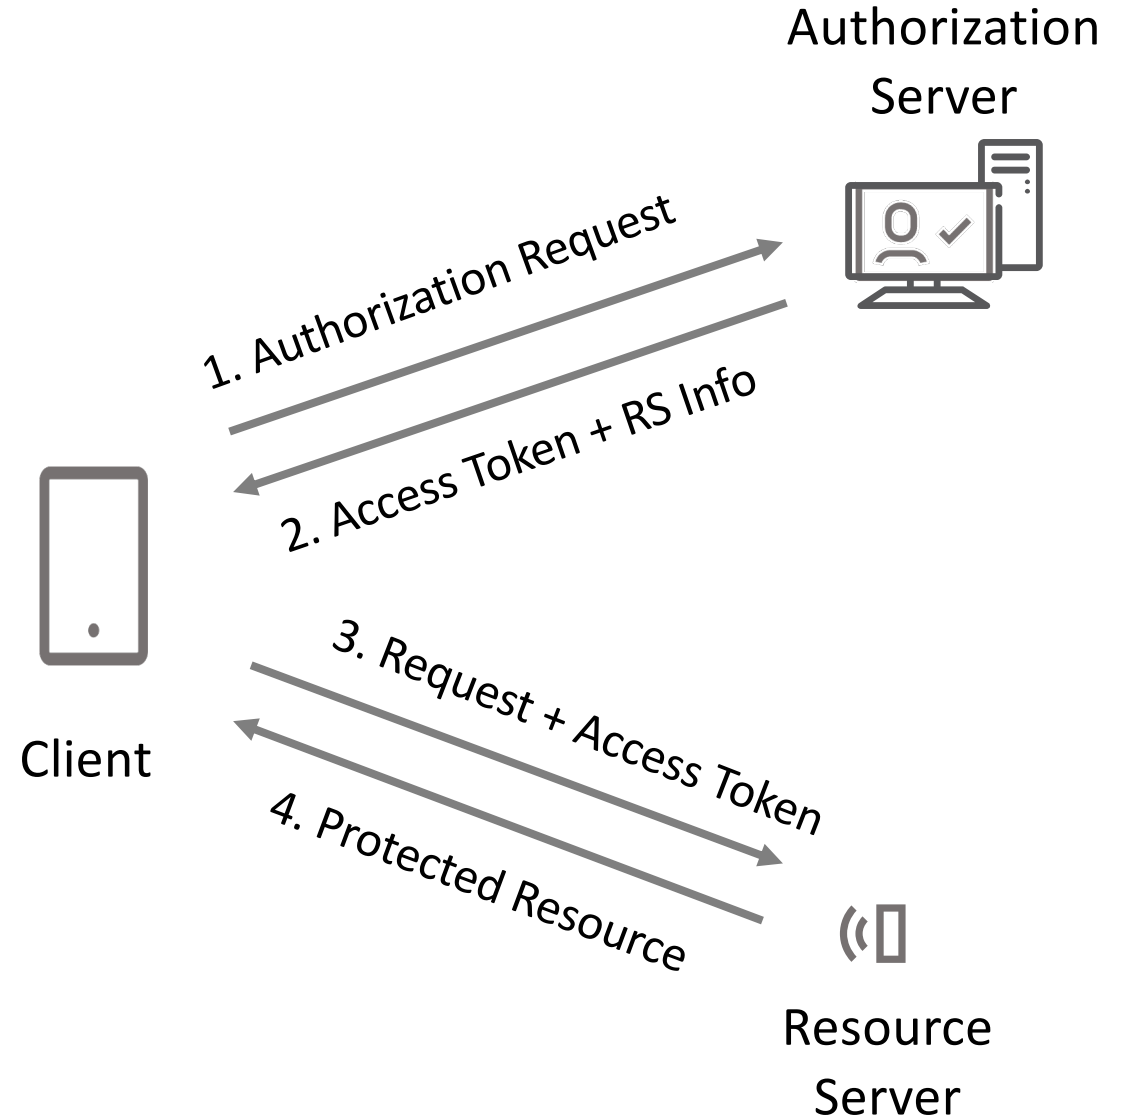 Authorization
Server
1. Authorization Request
2. Access Token + RS Info
3. Request + Access Token
Client
4. Protected Resource
Resource
Server